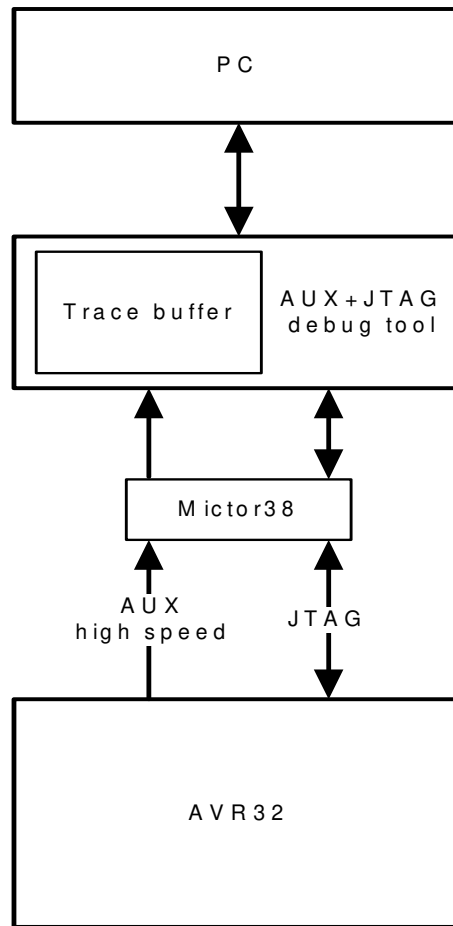 PC
Trace buffer
AUX+JTAG
debug tool
Mictor38
AUX
high speed
JTAG
AVR32